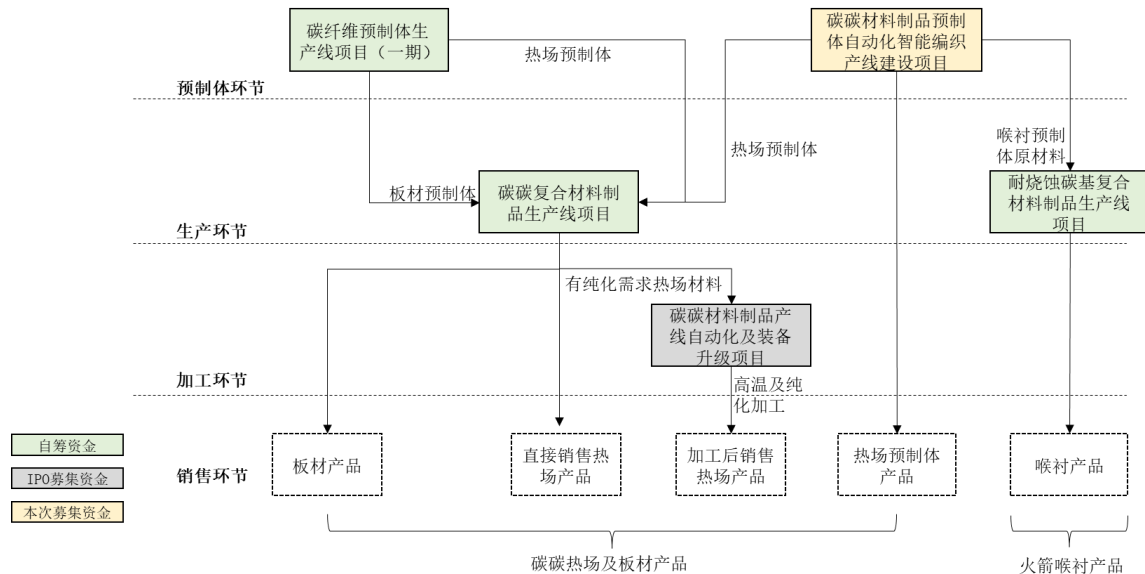 碳纤维预制体生
产线项目（一期）
碳碳材料制品预制
体自动化智能编织
产线建设项目
热场预制体
预制体环节
热场预制体
喉衬预制
体原材料
板材预制体
碳碳复合材料制
品生产线项目
耐烧蚀碳基复合
材料制品生产线
项目
生产环节
有纯化需求热场材料
碳碳材料制品产
线自动化及装备
升级项目
加工环节
高温及纯
化加工
自筹资金
IPO募集资金
本次募集资金
销售环节
板材产品
直接销售热
场产品
加工后销售
热场产品
热场预制体
产品
喉衬产品
碳碳热场及板材产品
火箭喉衬产品